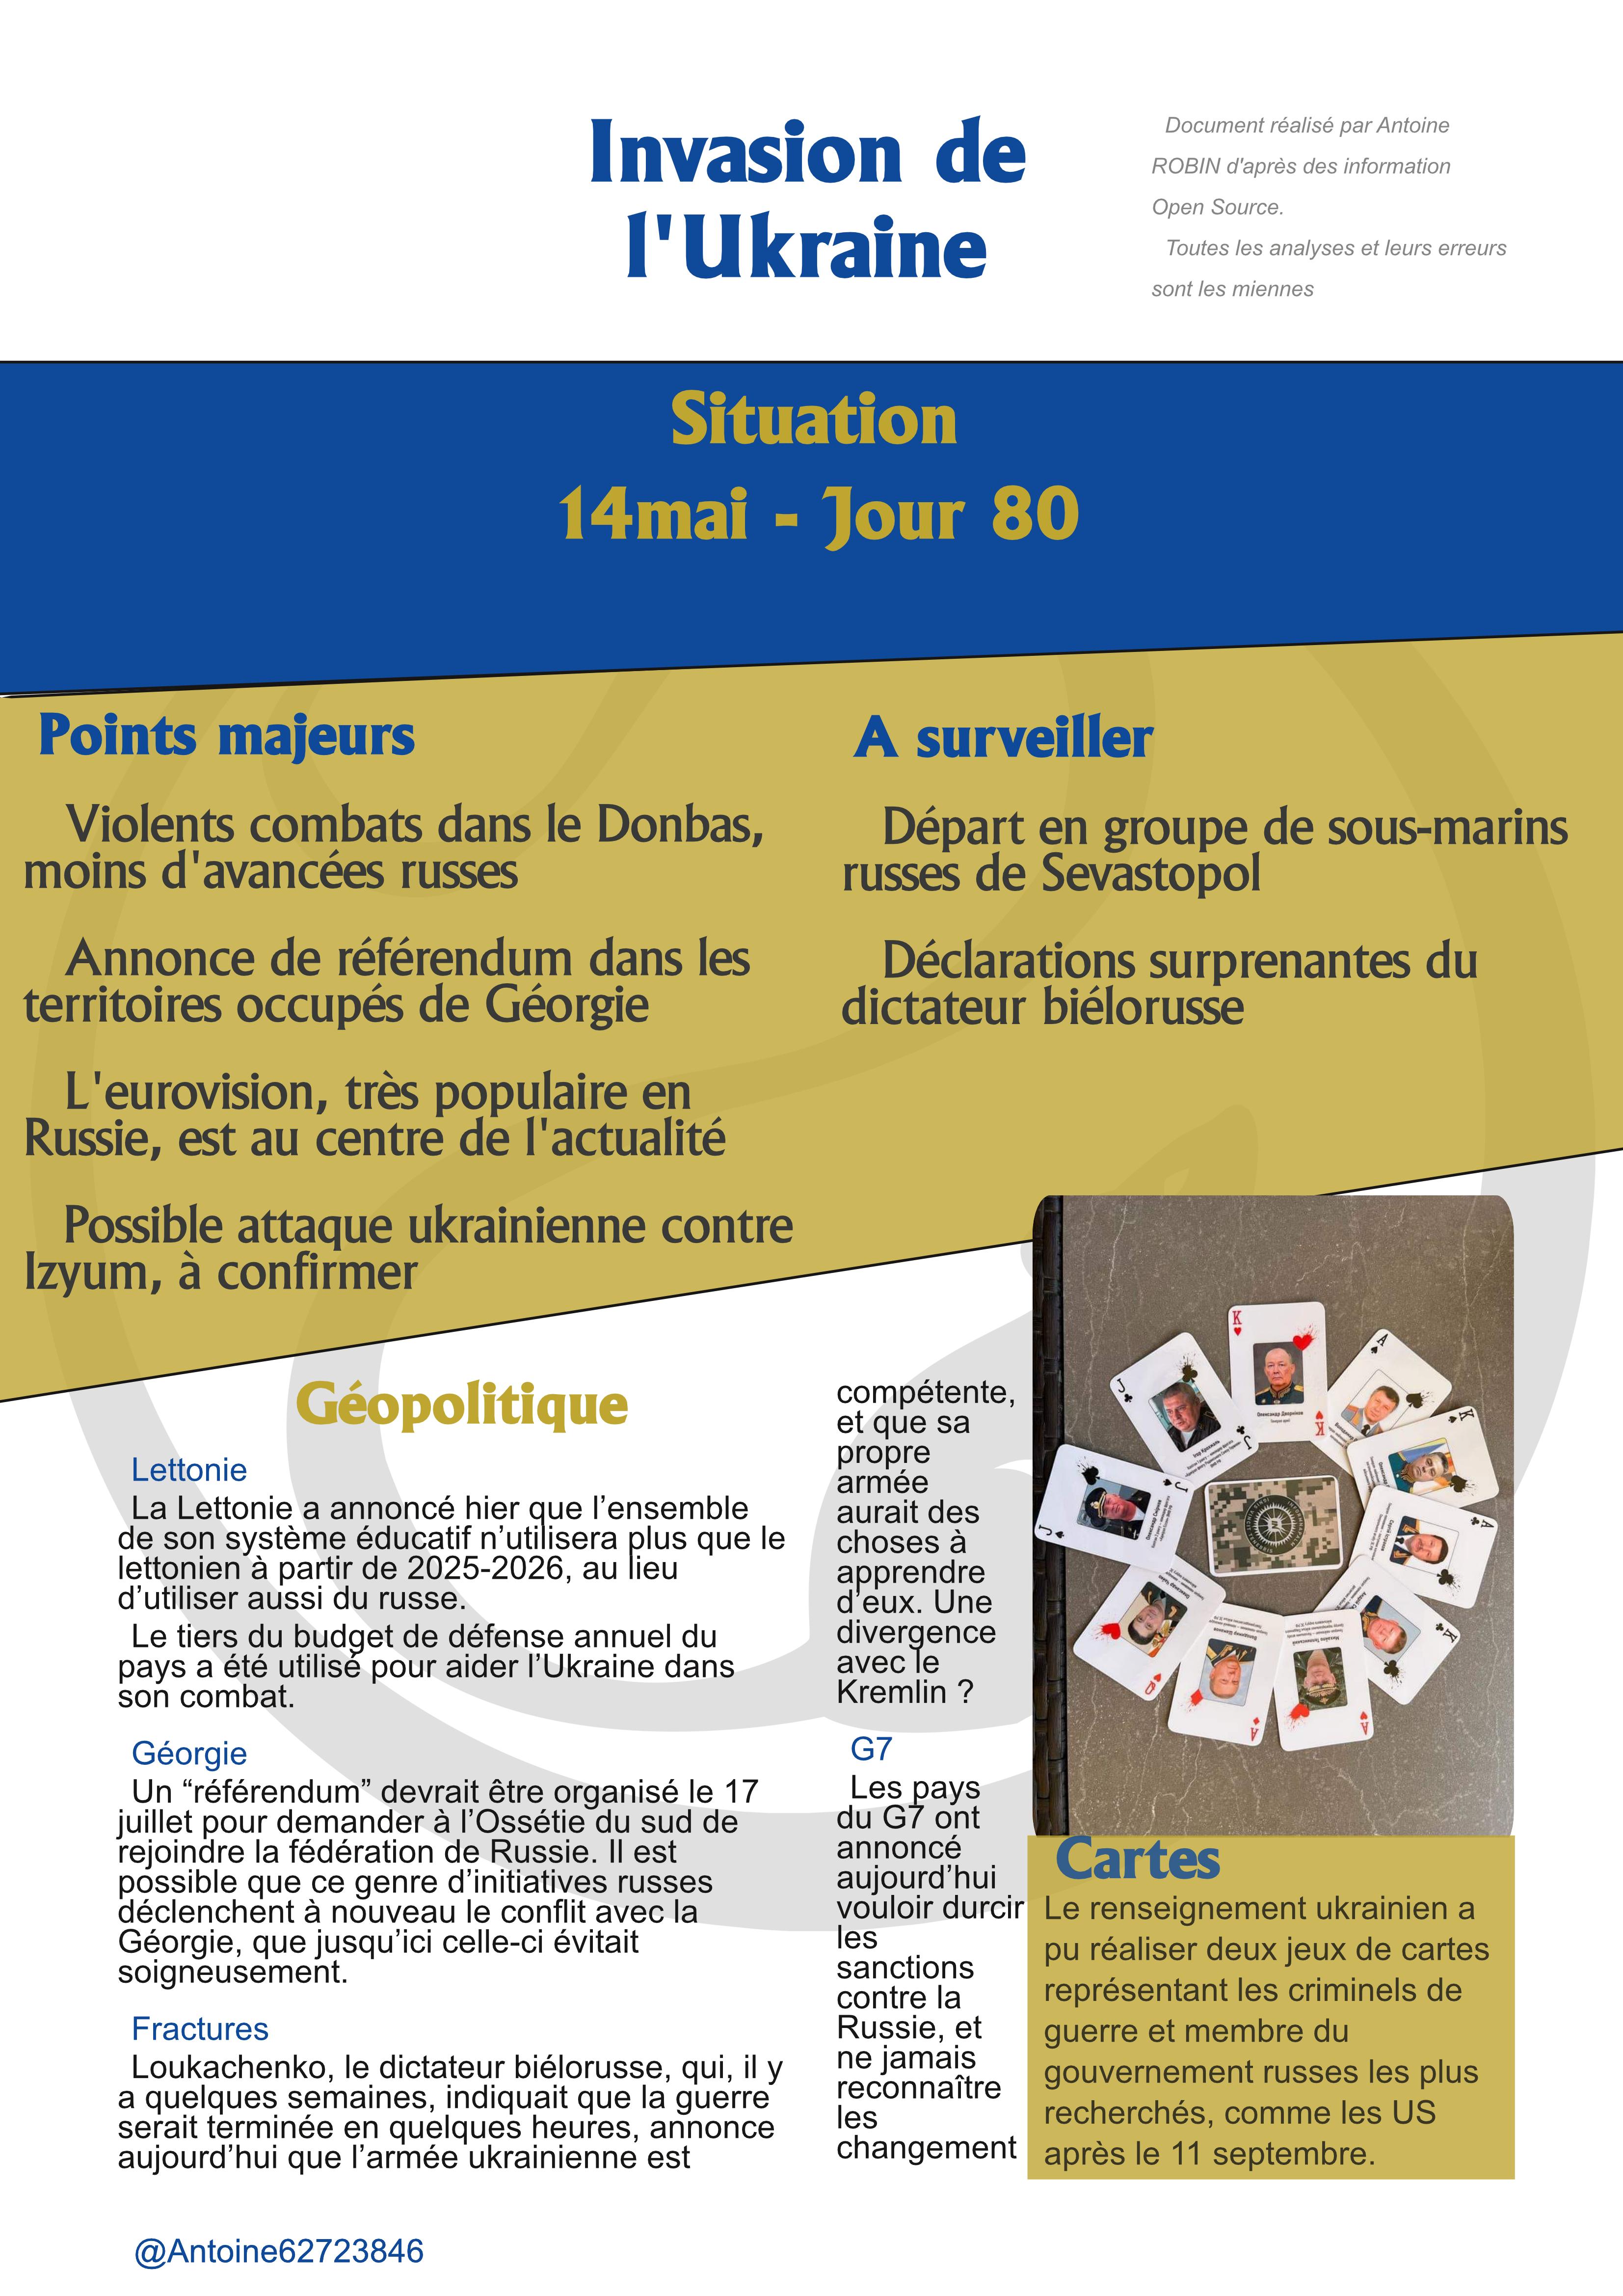 Invasion de
l'Ukraine
Document réalisé par Antoine
ROBIN d'après des information
Open Source.
Toutes les analyses et leurs erreurs
sont les miennes
Situation
14mai - Jour 80
Points majeurs
Violents combats dans le Donbas,
moins d'avancées russes
Annonce de référendum dans les
territoires occupés de Géorgie
L'eurovision, très populaire en
Russie, est au centre de l'actualité
Possible attaque ukrainienne contre
Izyum, à confirmer
A surveiller
Départ en groupe de sous-marins
russes de Sevastopol
Déclarations surprenantes du
dictateur biélorusse
Géopolitique
Lettonie
La Lettonie a annoncé hier que l’ensemble
de son système éducatif n’utilisera plus que le
lettonien à partir de 2025-2026, au lieu
d’utiliser aussi du russe.
Le tiers du budget de défense annuel du
pays a été utilisé pour aider l’Ukraine dans
son combat.
Géorgie
Un “référendum” devrait être organisé le 17
juillet pour demander à l’Ossétie du sud de
rejoindre la fédération de Russie. Il est
possible que ce genre d’initiatives russes
déclenchent à nouveau le conflit avec la
Géorgie, que jusqu’ici celle-ci évitait
soigneusement.
Fractures
Loukachenko, le dictateur biélorusse, qui, il y
a quelques semaines, indiquait que la guerre
serait terminée en quelques heures, annonce
aujourd’hui que l’armée ukrainienne est
compétente,
et que sa
propre
armée
aurait des
choses à
apprendre
d’eux. Une
divergence
avec le
Kremlin ?
G7
Les pays
du G7 ont
annoncé
aujourd’hui
vouloir durcir
les
sanctions
contre la
Russie, et
ne jamais
reconnaître
les
changement
K
K
A
K
A
K
A
A
Q
J
J
J
J
Cartes
Le renseignement ukrainien a
pu réaliser deux jeux de cartes
représentant les criminels de
guerre et membre du
gouvernement russes les plus
recherchés, comme les US
après le 11 septembre.
@Antoine62723846